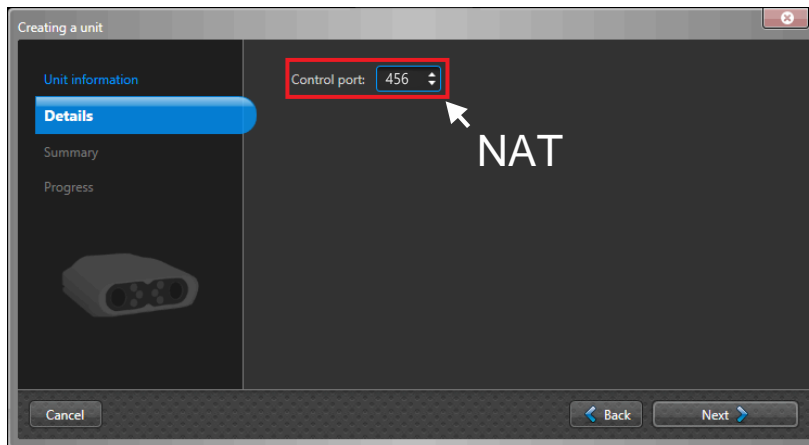 Creating a unit
Unit information
Control port: 456
Details
NAT
Summary
Progress
Cancel
Back
Next